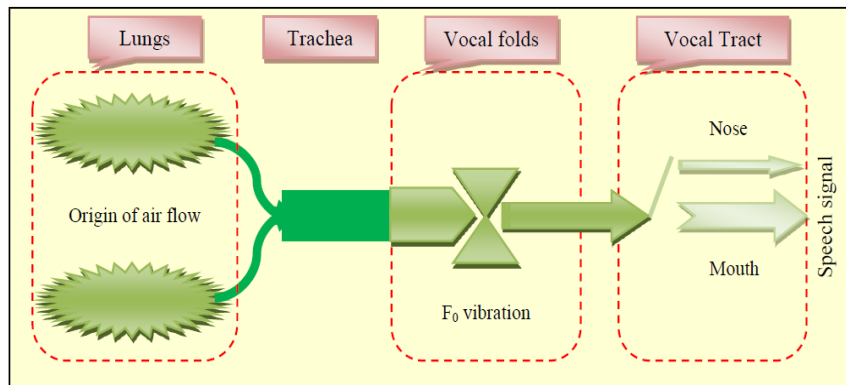 Lungs
Trachea
Vocal folds
Vocal Tract
Nose
Origin of air flow
Speech signal
Mouth
F₀ vibration